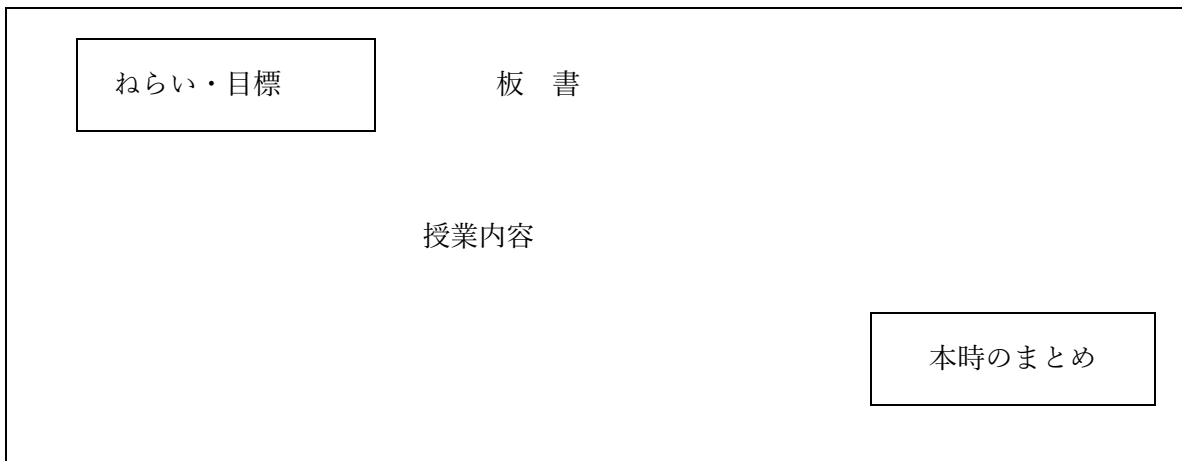 ねらい・目標
板　書
授業内容
本時のまとめ